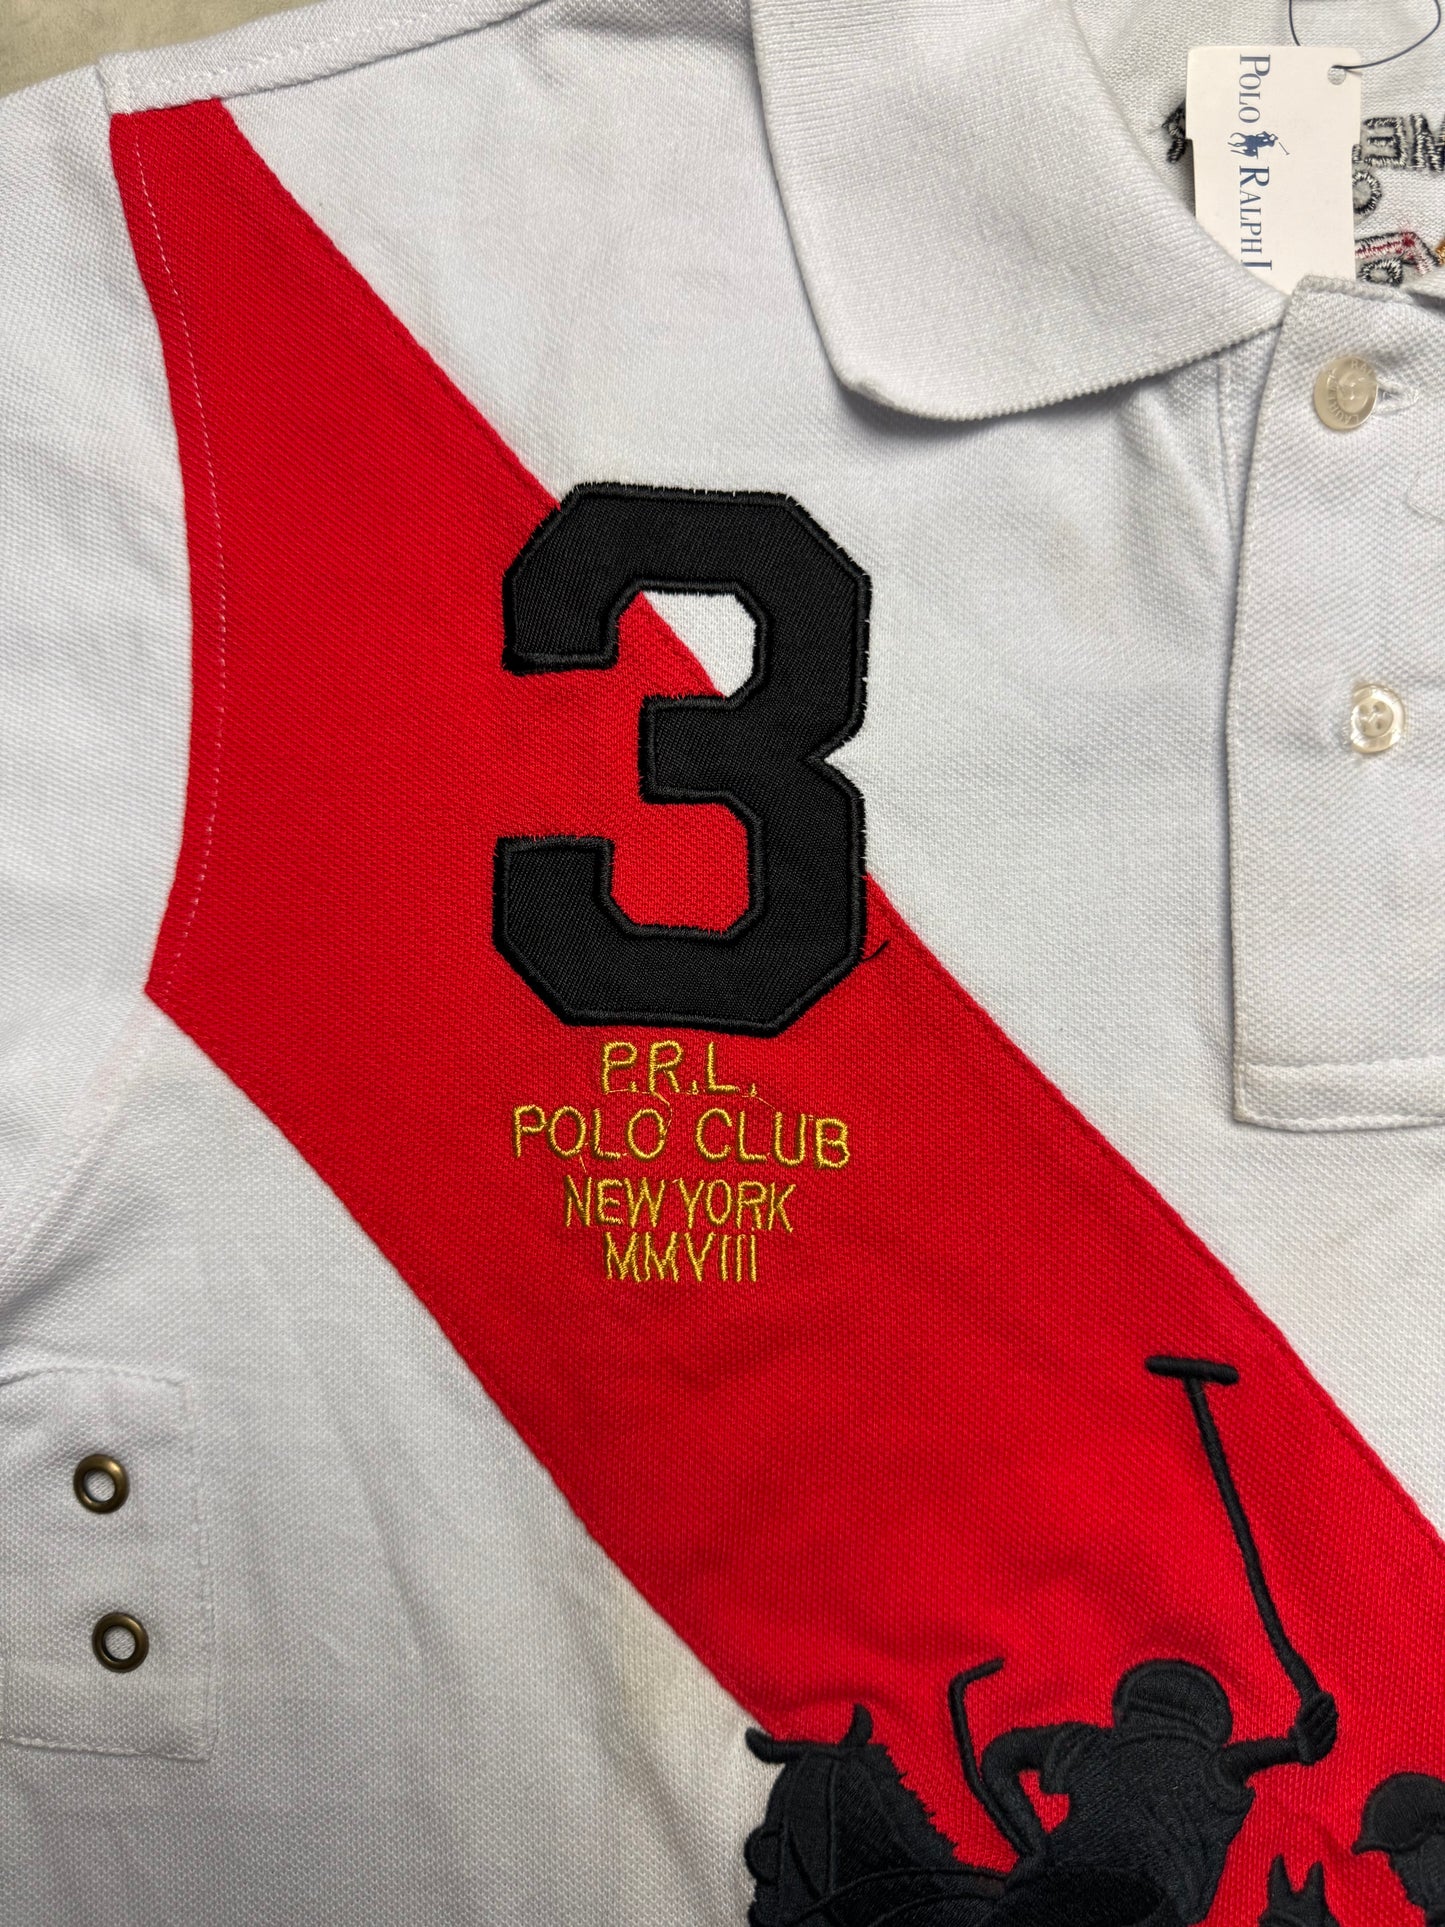 POLO RALPH
3
P.R.L.
POLO CLUB
NEW YORK
MMVIII